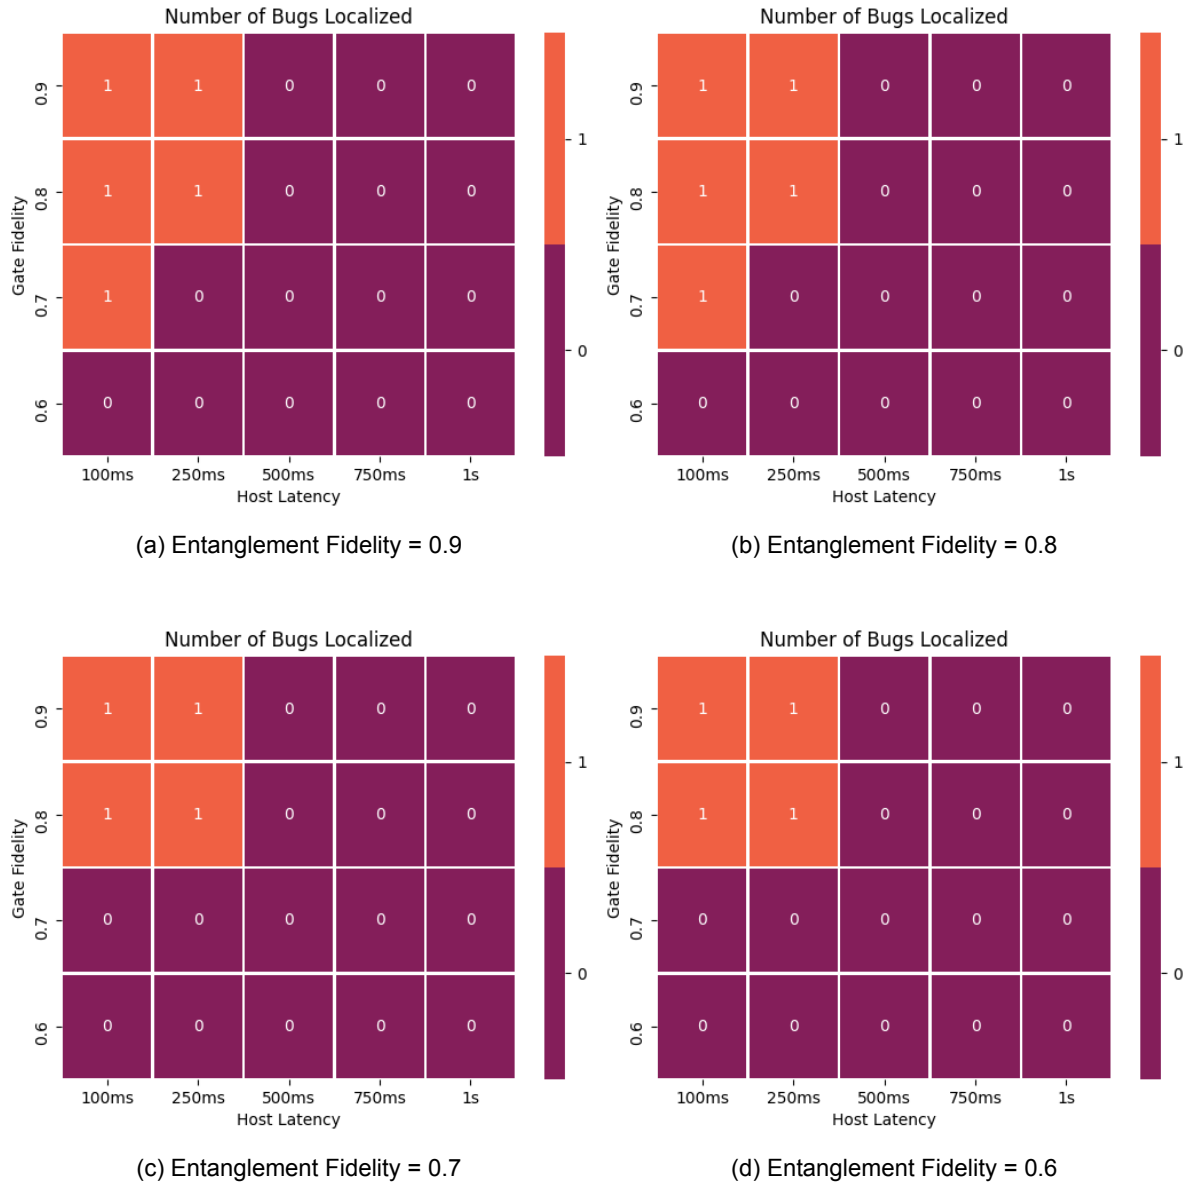 Number of Bugs Localized
Gate Fidelity
0.9 1 1 0 0 0 1
0.8 1 1 0 0 0
0.7 1 0 0 0 0 0
0.6 0 0 0 0 0
100ms 250ms 500ms 750ms 1s
Host Latency
(a) Entanglement Fidelity = 0.9
Number of Bugs Localized
Gate Fidelity
0.9 1 1 0 0 0 1
0.8 1 1 0 0 0
0.7 1 0 0 0 0 0
0.6 0 0 0 0 0
100ms 250ms 500ms 750ms 1s
Host Latency
(b) Entanglement Fidelity = 0.8
Number of Bugs Localized
Gate Fidelity
0.9 1 1 0 0 0 1
0.8 1 1 0 0 0
0.7 0 0 0 0 0 0
0.6 0 0 0 0 0
100ms 250ms 500ms 750ms 1s
Host Latency
(c) Entanglement Fidelity = 0.7
Number of Bugs Localized
Gate Fidelity
0.9 1 1 0 0 0 1
0.8 1 1 0 0 0
0.7 0 0 0 0 0 0
0.6 0 0 0 0 0
100ms 250ms 500ms 750ms 1s
Host Latency
(d) Entanglement Fidelity = 0.6